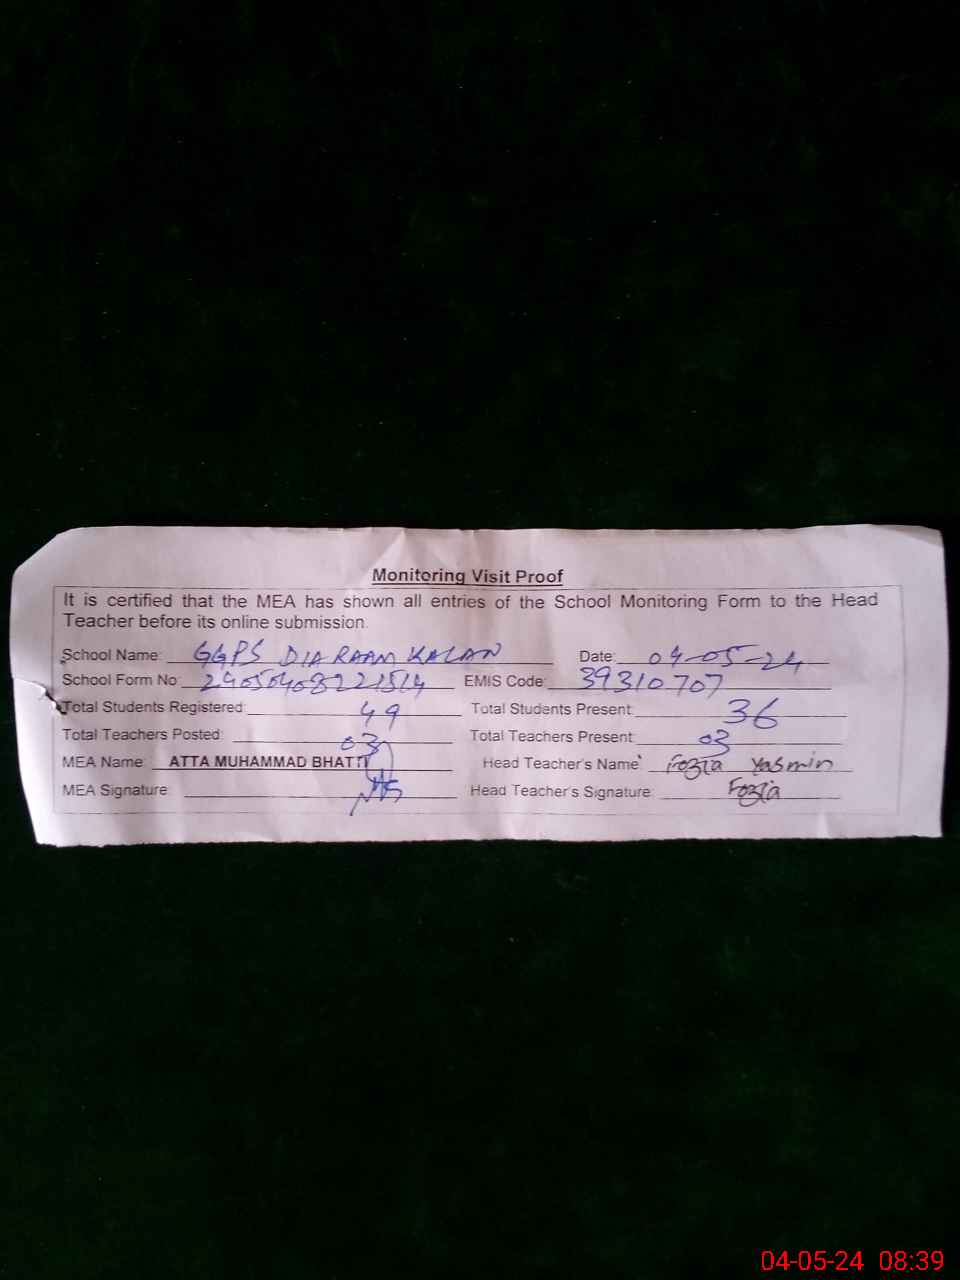 Monitoring Visit Proof
It is certified that the MEA has shown all entries of the School Monitoring Form to the Head
Teacher before its online submission.
School Name: GGPS DIARAAM KALAN Date: 04-05-24
School Form No: EMIS Code: 39310707
Total Students Registered: 49 Total Students Present: 36
Total Teachers Posted: 03 Total Teachers Present: 03
MEA Name: ATTA MUHAMMAD BHATTI Head Teacher's Name: Fozia Yasmin
MEA Signature: Head Teacher's Signature: Fozia
04-05-24 08:39